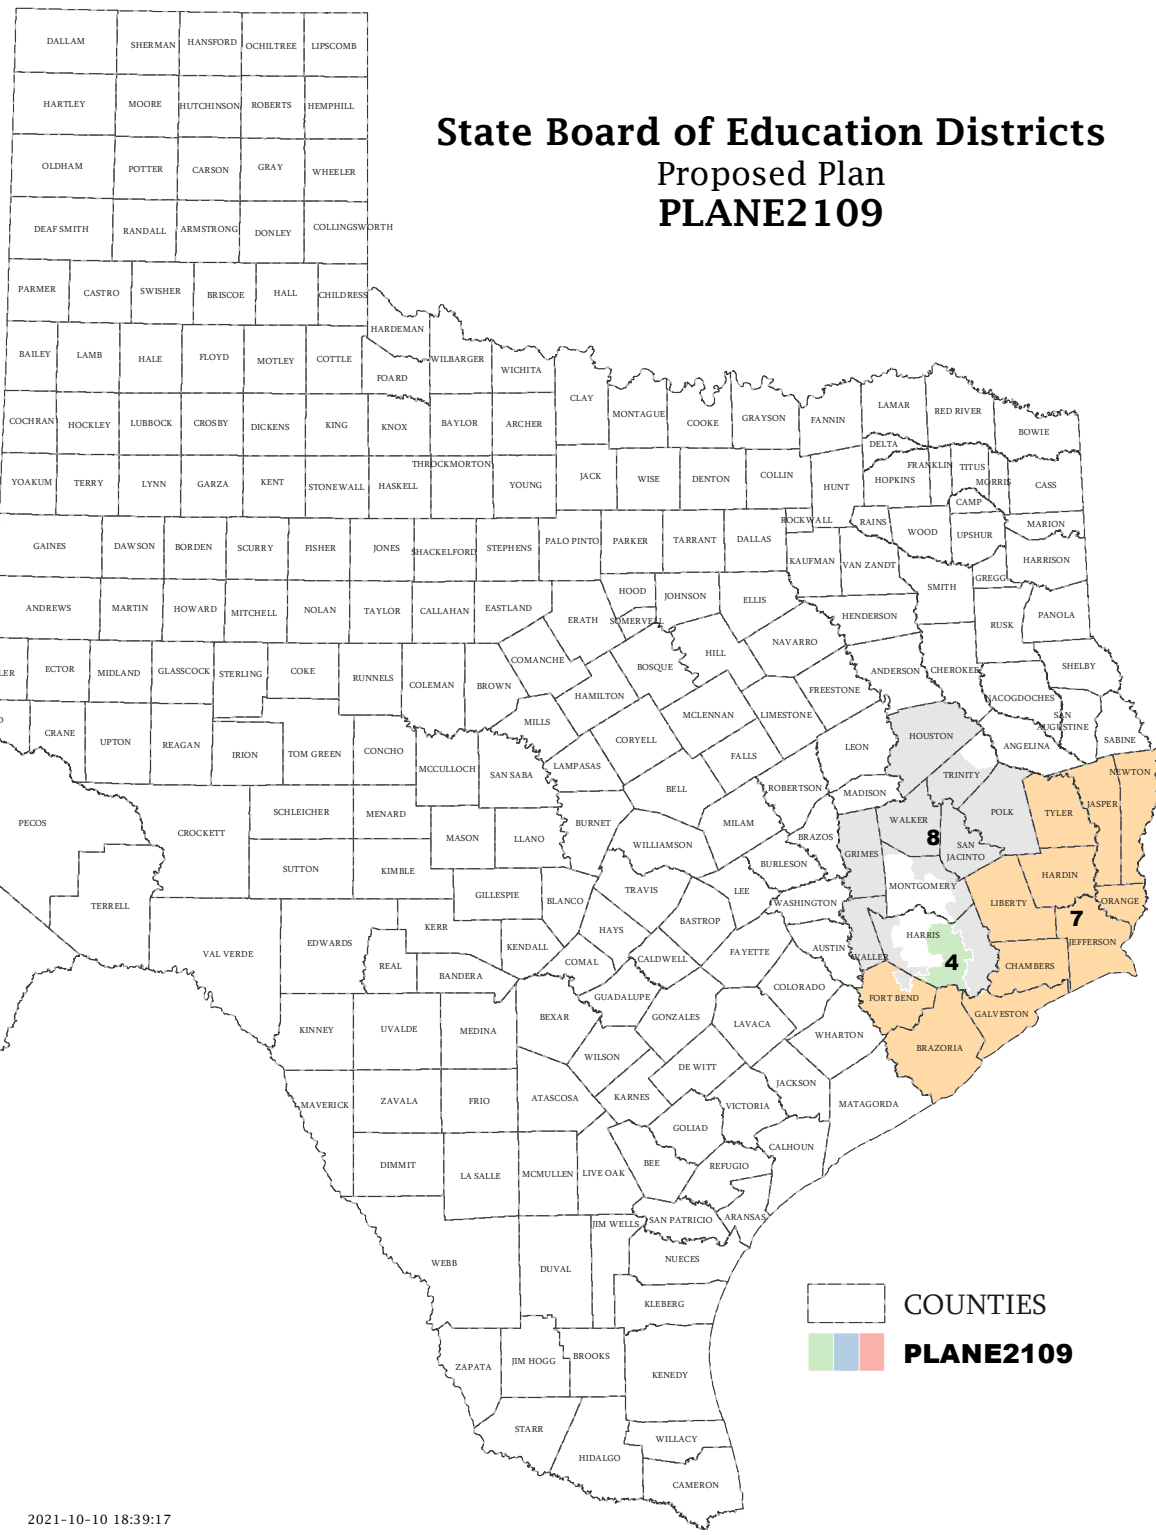 State Board of Education Districts
Proposed Plan
PLANE2109
DALLAM
SHERMAN
HANSFORD
OCHILTREE
LIPSCOMB
HARTLEY
MOORE
HUTCHINSON
ROBERTS
HEMPHILL
OLDHAM
POTTER
CARSON
GRAY
WHEELER
DEAF SMITH
RANDALL
ARMSTRONG
DONLEY
COLLINGSWORTH
PARMER
CASTRO
SWISHER
BRISCOE
HALL
CHILDRESS
HARDEMAN
BAILEY
LAMB
HALE
FLOYD
MOTLEY
COTTLE
FOARD
WILBARGER
WICHITA
CLAY
MONTAGUE
COOKE
GRAYSON
FANNIN
LAMAR
RED RIVER
BOWIE
COCHRAN
HOCKLEY
LUBBOCK
CROSBY
DICKENS
KING
KNOX
BAYLOR
ARCHER
DELTA
YOAKUM
TERRY
LYNN
GARZA
KENT
STONEWALL
HASKELL
THROCKMORTON
YOUNG
JACK
WISE
DENTON
COLLIN
HUNT
HOPKINS
FRANKLIN
TITUS
MORRIS
CAMP
CASS
GAINES
DAWSON
BORDEN
SCURRY
FISHER
JONES
SHACKELFORD
STEPHENS
PALO PINTO
PARKER
TARRANT
DALLAS
ROCKWALL
KAUFMAN
RAINS
VAN ZANDT
WOOD
UPSHUR
MARION
HARRISON
GREGG
SMITH
ANDREWS
MARTIN
HOWARD
MITCHELL
NOLAN
TAYLOR
CALLAHAN
EASTLAND
ERATH
HOOD
SOMERVELL
JOHNSON
ELLIS
NAVARRO
HENDERSON
RUSK
PANOLA
LER
ECTOR
MIDLAND
GLASSCOCK
STERLING
COKE
RUNNELS
COLEMAN
BROWN
COMANCHE
HAMILTON
BOSQUE
HILL
FREESTONE
ANDERSON
CHEROKEE
NACOGDOCHES
SHELBY
CRANE
UPTON
REAGAN
IRION
TOM GREEN
CONCHO
MCCULLOCH
SAN SABA
MILLS
LAMPASAS
CORYELL
MCLENNAN
LIMESTONE
FALLS
LEON
HOUSTON
ANGELINA
SAN
AUGUSTINE
SABINE
PECOS
CROCKETT
SCHLEICHER
MENARD
MASON
LLANO
BURNET
BELL
MILAM
ROBERTSON
MADISON
TRINITY
POLK
TYLER
JASPER
NEWTON
WALKER
8
SAN
JACINTO
GRIMES
BRAZOS
WILLIAMSON
BURLESON
TERRELL
SUTTON
KIMBLE
GILLESPIE
BLANCO
TRAVIS
LEE
WASHINGTON
MONTGOMERY
LIBERTY
HARDIN
ORANGE
7
JEFFERSON
VAL VERDE
EDWARDS
REAL
KERR
BANDERA
KENDALL
COMAL
HAYS
CALDWELL
BASTROP
FAYETTE
AUSTIN
WALLER
HARRIS
4
CHAMBERS
KINNEY
UVALDE
MEDINA
BEXAR
GUADALUPE
GONZALES
LAVACA
COLORADO
WHARTON
FORT BEND
BRAZORIA
GALVESTON
MAVERICK
ZAVALA
FRIO
ATASCOSA
WILSON
KARNES
DE WITT
JACKSON
VICTORIA
MATAGORDA
DIMMIT
LA SALLE
MCMULLEN
LIVE OAK
BEE
GOLIAD
REFUGIO
CALHOUN
ARANSAS
SAN PATRICIO
JIM WELLS
NUECES
WEBB
DUVAL
KLEBERG
ZAPATA
JIM HOGG
BROOKS
KENEDY
STARR
HIDALGO
WILLACY
CAMERON
COUNTIES
PLANE2109
2021-10-10 18:39:17